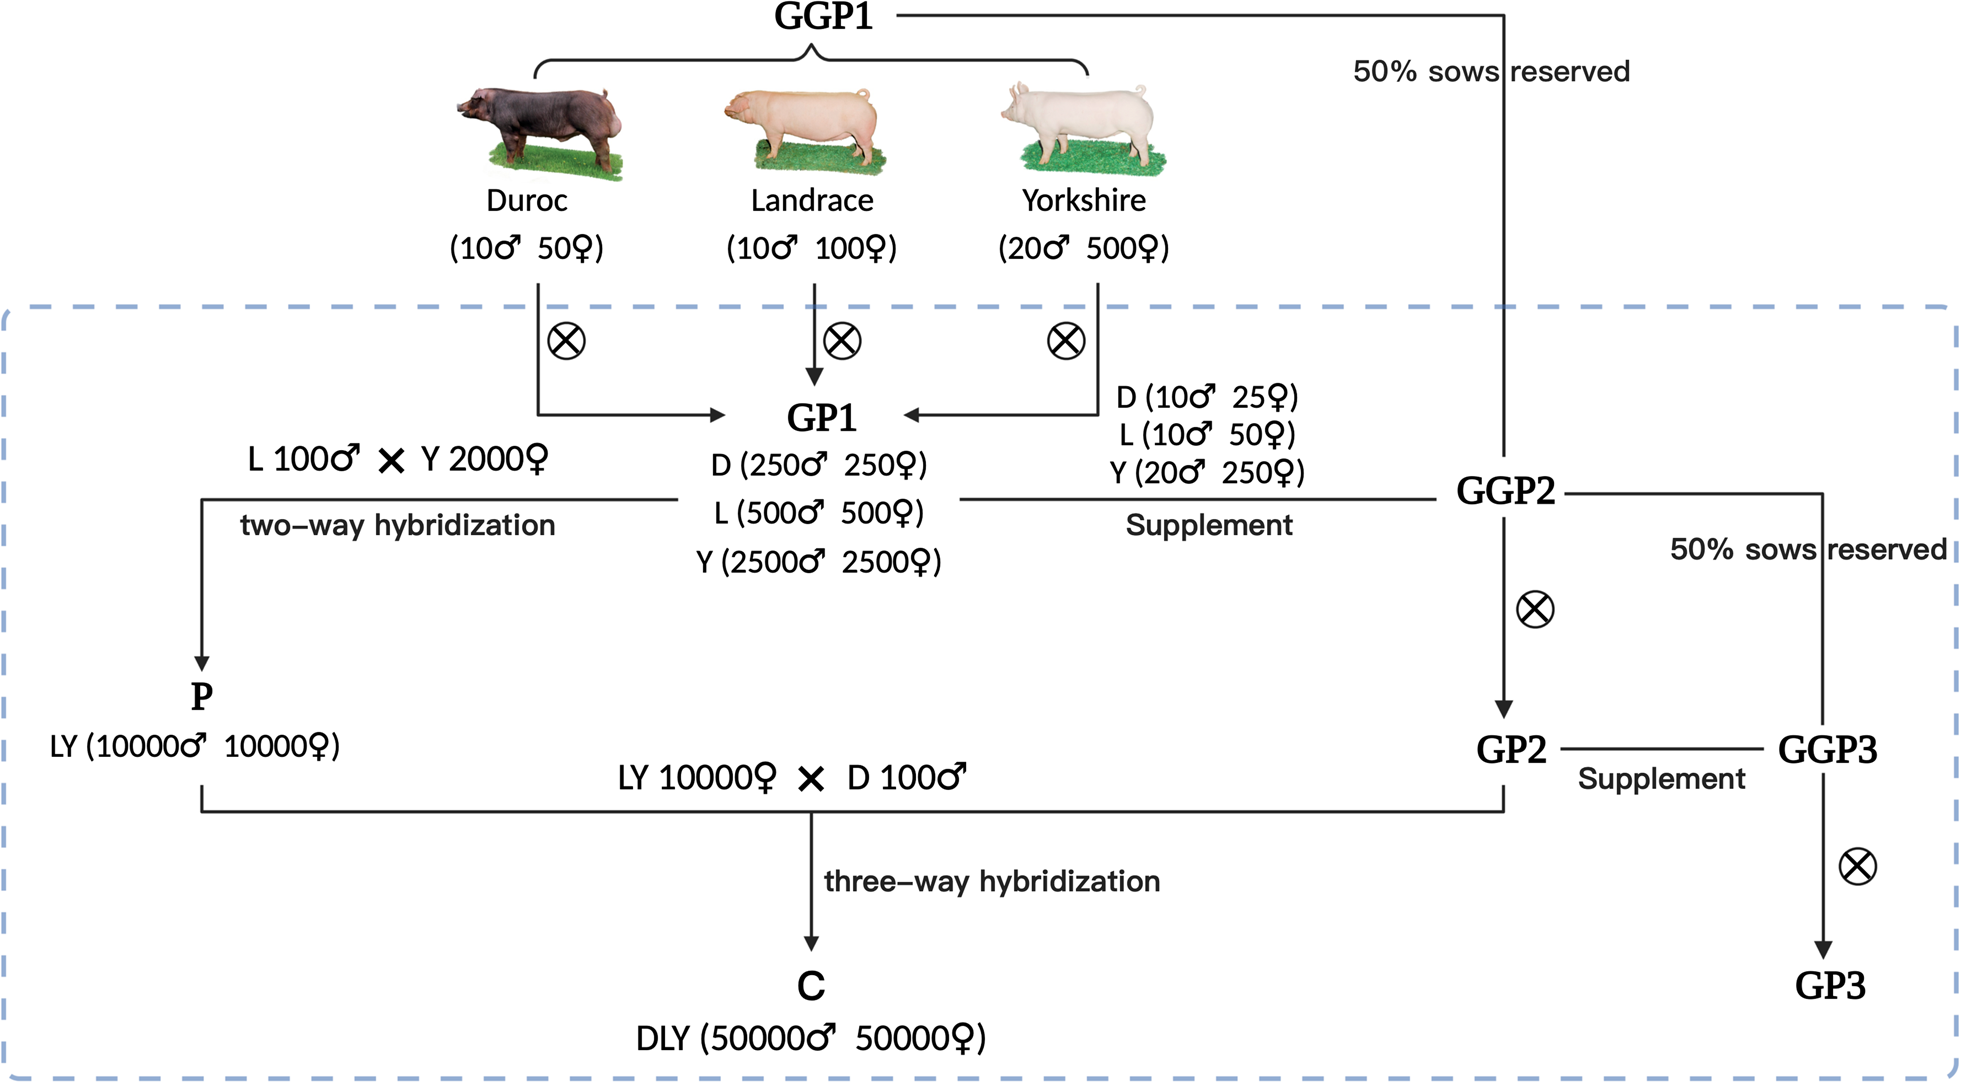 GGP1
50% sows reserved
Duroc
Landrace
Yorkshire
(10♂ 50♀)
(10♂ 100♀)
(20♂ 500♀)
GP1
D (250♂ 250♀)
L (500♂ 500♀)
Y (2500♂ 2500♀)
L 100♂ × Y 2000♀
two-way hybridization
D (10♂ 25♀)
L (10♂ 50♀)
Y (20♂ 250♀)
Supplement
GGP2
50% sows reserved
P
LY (10000♂ 10000♀)
LY 10000♀ × D 100♂
GP2
Supplement
GGP3
three-way hybridization
C
DLY (50000♂ 50000♀)
GP3